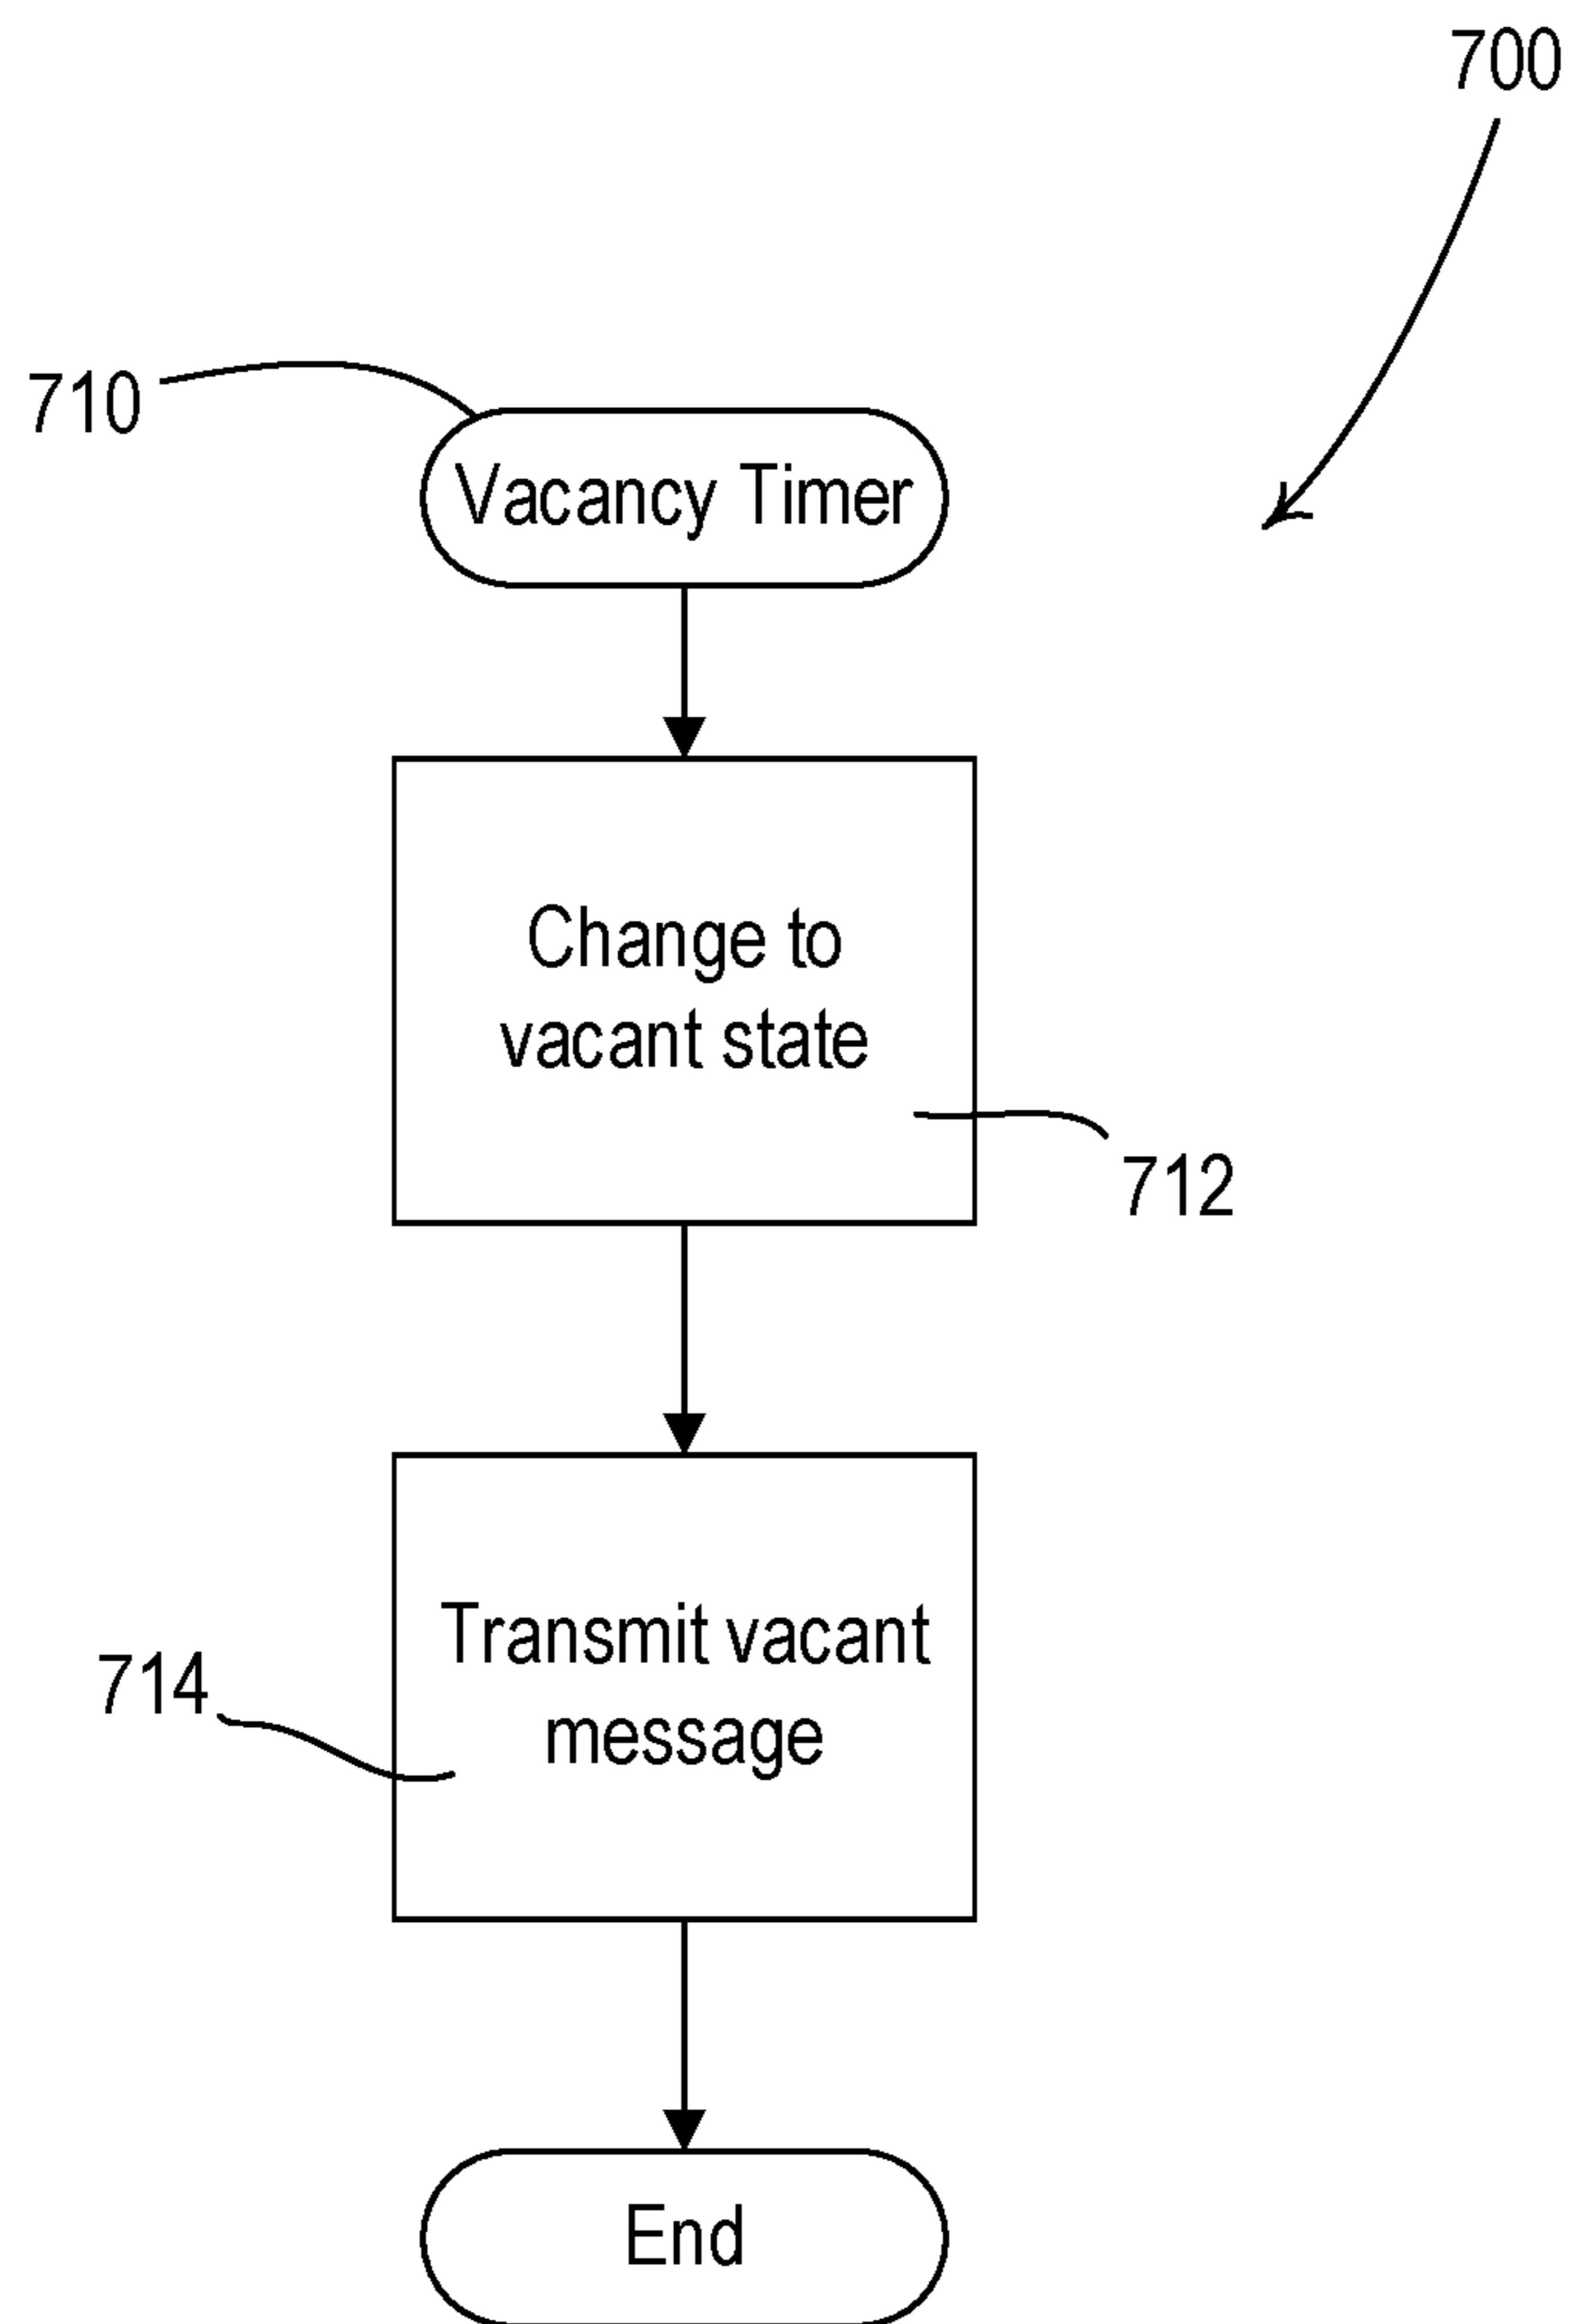 700
710
Vacancy Timer
Change to
vacant state
712
Transmit vacant
714
message
End